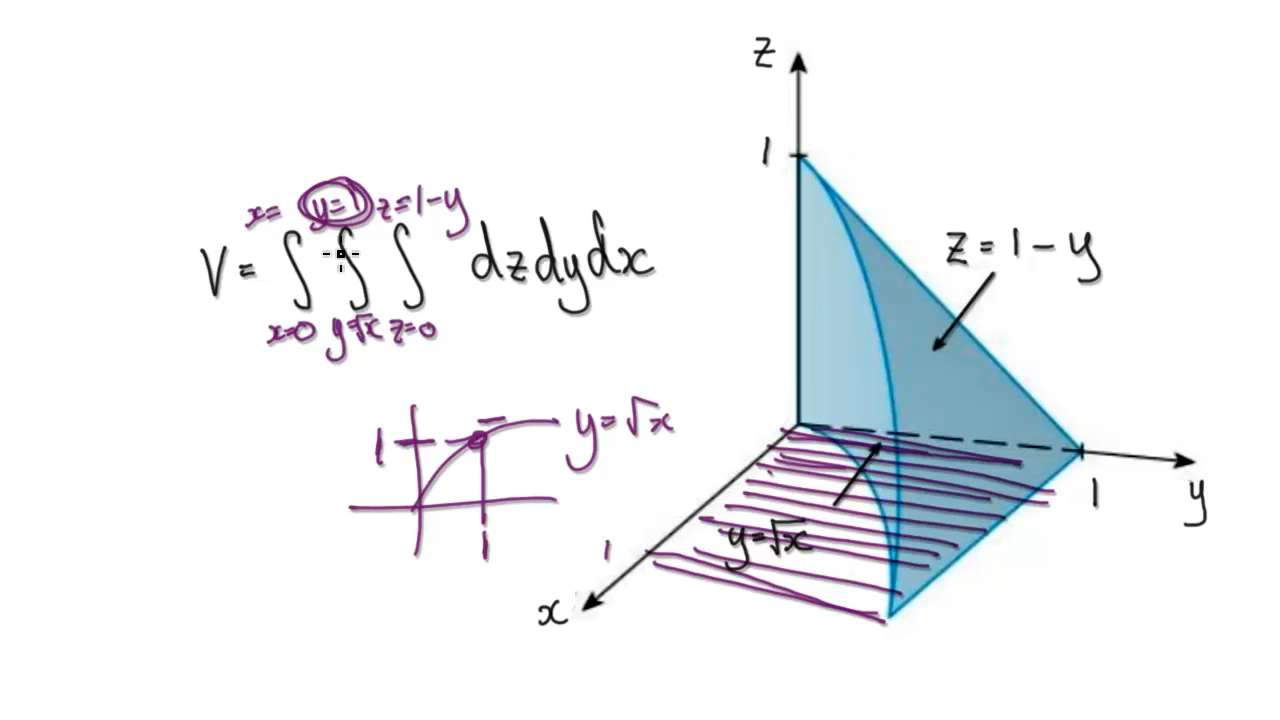 z
1
x= y=1 z=1-y
V = ∫ ∫ ∫ dzdydx
x=0 y=√x z=0
z = 1 - y
y=√x
1
1
1
y
y=√x
1
x